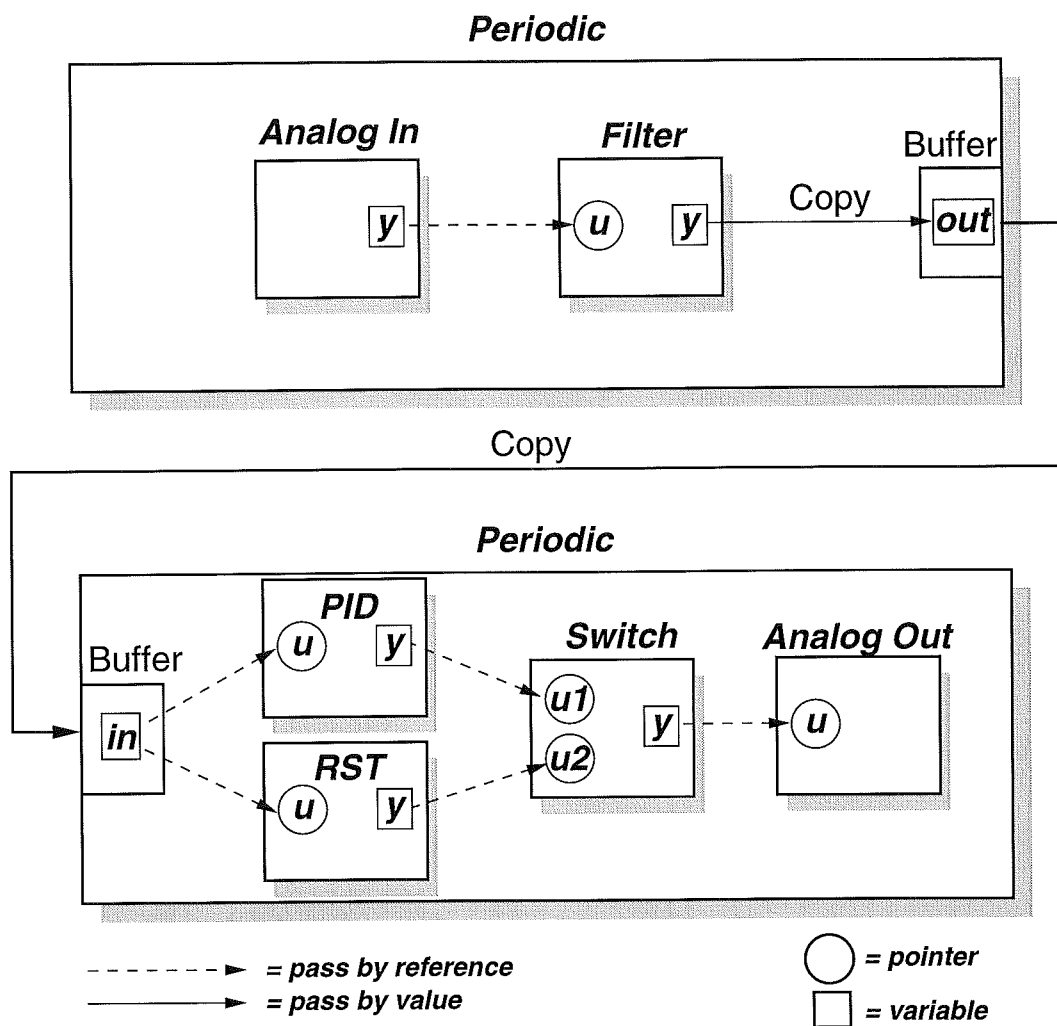 Periodic
Analog In
Filter
Buffer
y
u
y
Copy
out
Copy
Periodic
PID
u
y
Buffer
in
RST
u
y
Switch
u1
u2
y
Analog Out
u
= pass by reference
= pass by value
= pointer
= variable